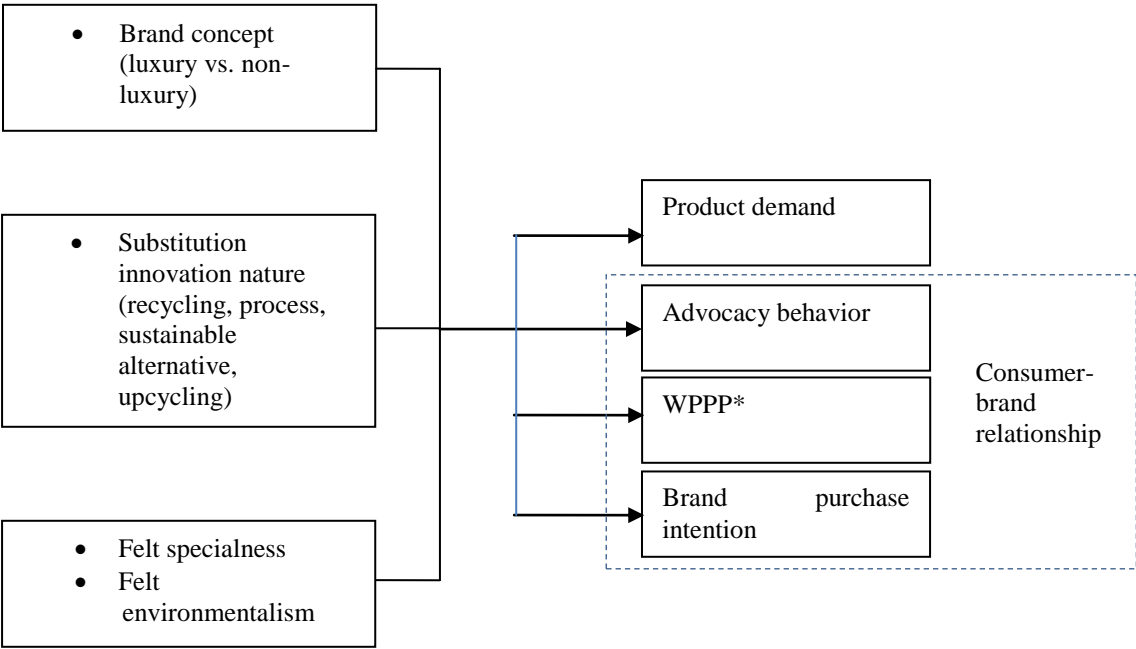 • Brand concept
(luxury vs. non-
luxury)
• Substitution
innovation nature
(recycling, process,
sustainable
alternative,
upcycling)
• Felt specialness
• Felt
environmentalism
Product demand
Advocacy behavior
WPPP*
Brand purchase
intention
Consumer-
brand
relationship